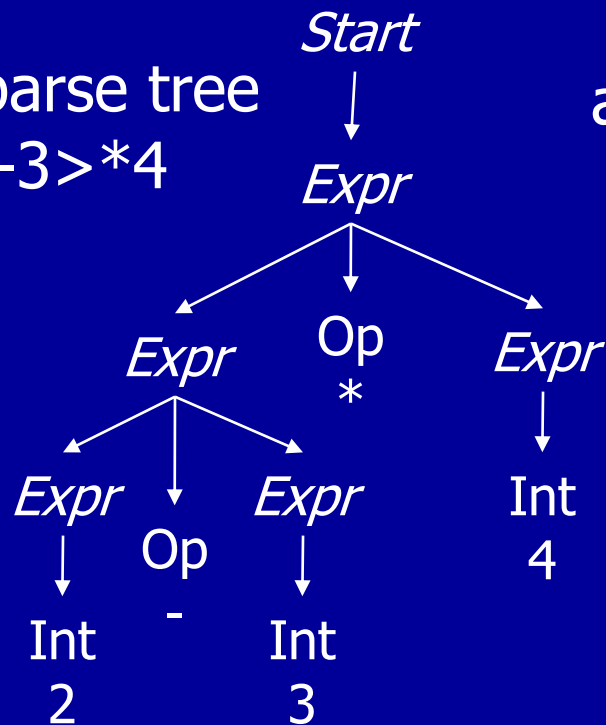 Start
parse tree
-3>*4
a
Expr
Expr Op Expr
*
Expr Op Expr Int
- 4
Int Int
2 3